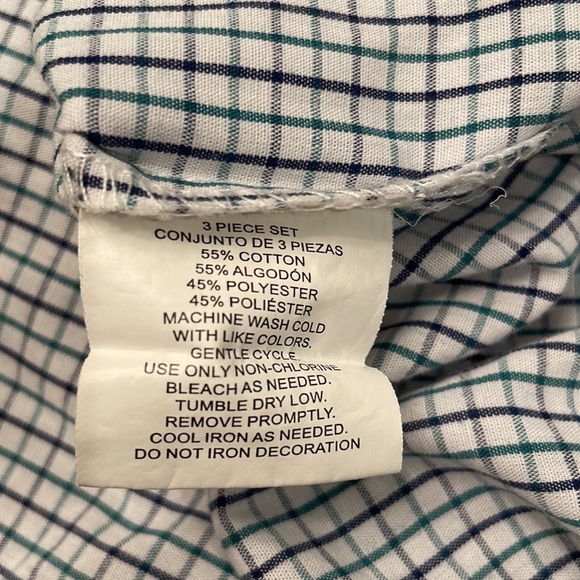 3 PIECE SET
CONJUNTO DE 3 PIEZAS
55% COTTON
55% ALGODÓN
45% POLYESTER
45% POLIÉSTER
MACHINE WASH COLD
WITH LIKE COLORS.
GENTLE CYCLE.
USE ONLY NON-CHLORINE
BLEACH AS NEEDED.
TUMBLE DRY LOW.
REMOVE PROMPTLY.
COOL IRON AS NEEDED.
DO NOT IRON DECORATION